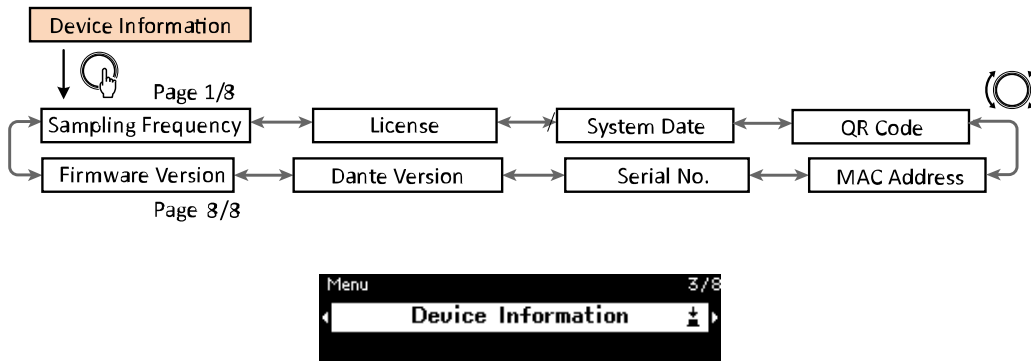 Device Information
Page 1/8
Sampling Frequency
License
System Date
QR Code
Firmware Version
Dante Version
Serial No.
MAC Address
Page 8/8
Menu 3/8
Device Information